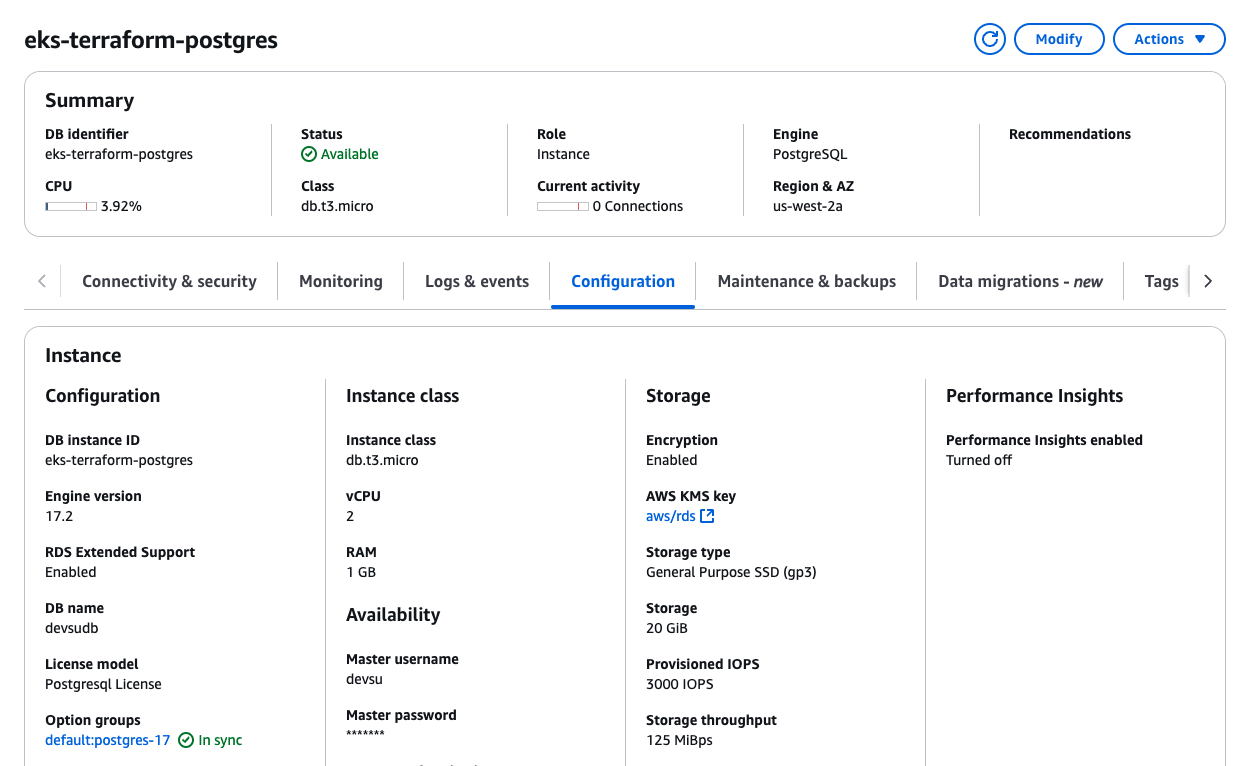 eks-terraform-postgres
Modify
Actions
Summary
DB identifier
eks-terraform-postgres
CPU
3.92%
Status
Available
Class
db.t3.micro
Role
Instance
Current activity
0 Connections
Engine
PostgreSQL
Region & AZ
us-west-2a
Recommendations
Connectivity & security
Monitoring
Logs & events
Configuration
Maintenance & backups
Data migrations - new
Tags
Instance
Configuration
DB instance ID
eks-terraform-postgres
Engine version
17.2
RDS Extended Support
Enabled
DB name
devsudb
License model
Postgresql License
Option groups
default:postgres-17 In sync
Instance class
Instance class
db.t3.micro
vCPU
2
RAM
1 GB
Availability
Master username
devsu
Master password
*******
Storage
Encryption
Enabled
AWS KMS key
aws/rds
Storage type
General Purpose SSD (gp3)
Storage
20 GiB
Provisioned IOPS
3000 IOPS
Storage throughput
125 MiBps
Performance Insights
Performance Insights enabled
Turned off